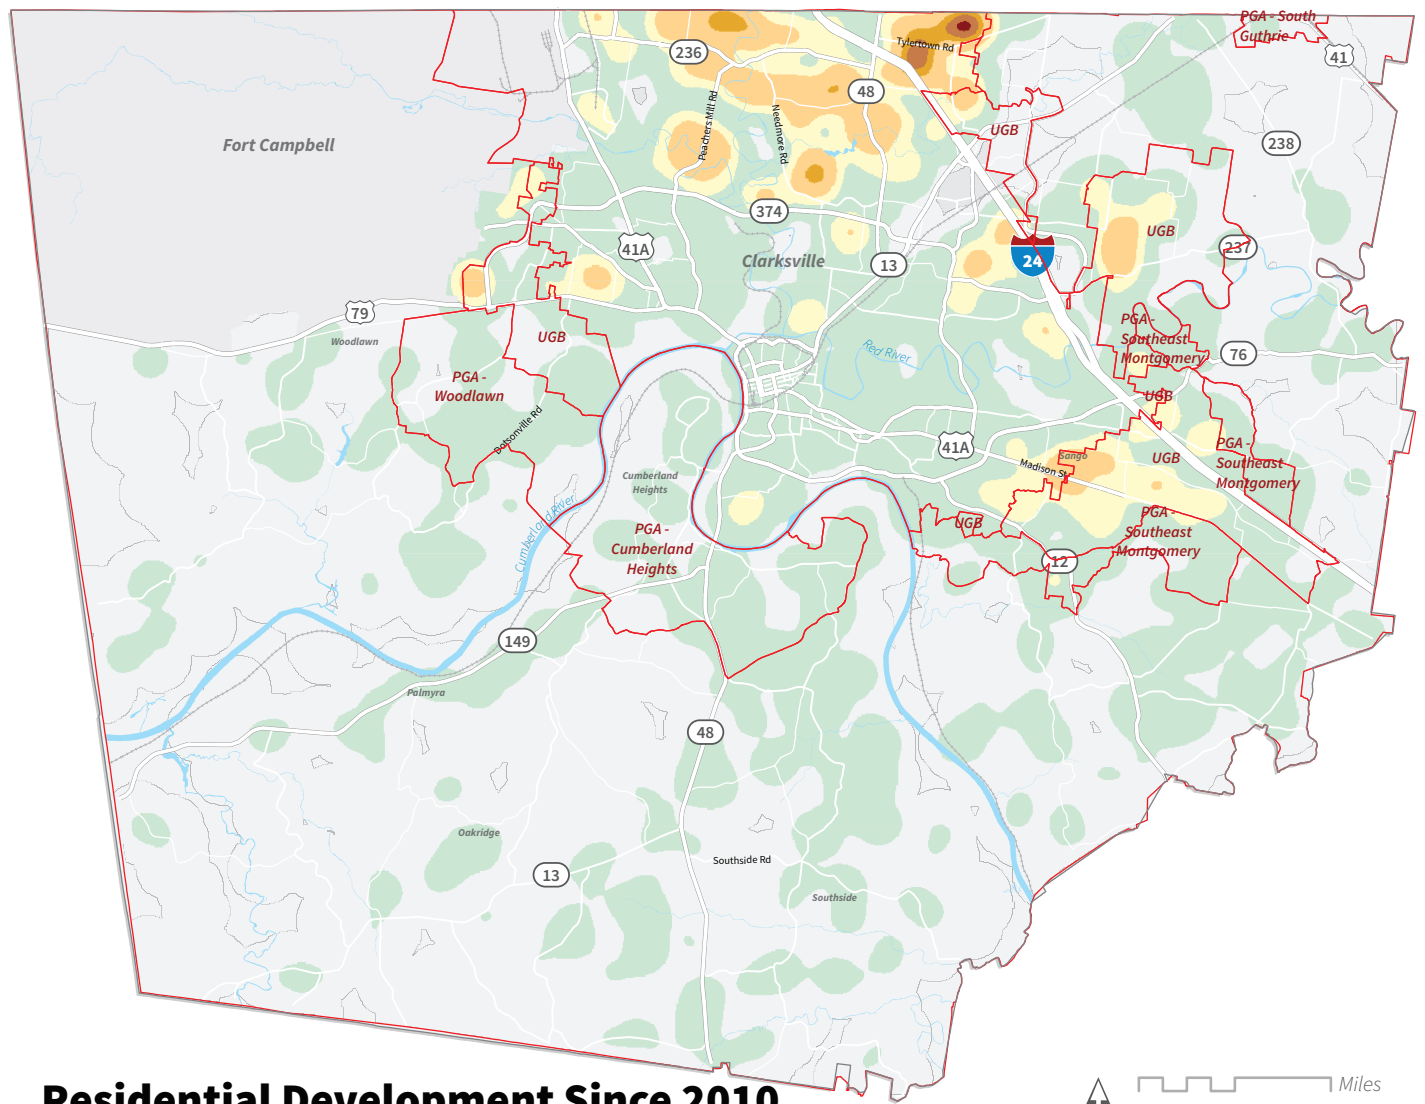 PGA - South
Guthrie
236
Tylertown Rd
41
48
Peachers Mill Rd
Needmore Rd
UGB
Fort Campbell
238
374
41A
UGB
237
Clarksville
13
24
79
Woodlawn
UGB
PGA -
Southeast
Montgomery
Red River
76
PGA -
Woodlawn
UGB
Dotsonville Rd
41A
PGA -
Southeast
Montgomery
Sango
UGB
Madison St
Cumberland
Heights
Cumberland River
PGA -
Cumberland
Heights
UGB
PGA -
Southeast
Montgomery
12
149
Palmyra
48
Oakridge
Southside Rd
13
Southside
Residential Development Since 2010
Miles